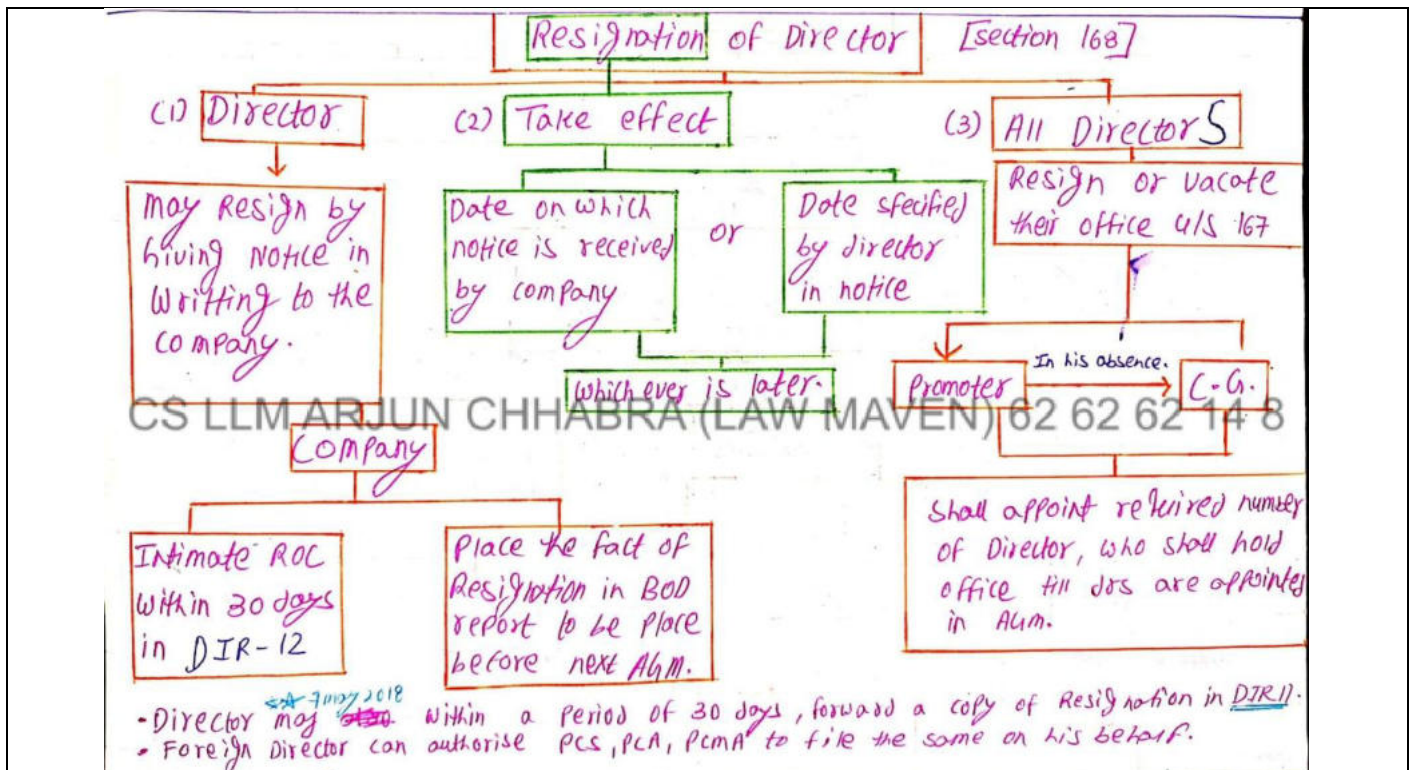 Resignation of Director [section 168]
(1) Director
may Resign by
Giving Notice in
Writting to the
company.
(2) Take effect
Date on which
notice is received
by company
or
Date sfecified
by director
in notice
Whichever is later.
(3) All Directors
Resign or vacate
their office u/s 167
Promoter
In his absence.
C.G.
Shall appoint required number
of Director, who shall hold
office till drs are appointed
in AGM.
CS LLM ARJUN CHHABRA (LAW MAVEN) 62 62 62 14 8
Company
Intimate ROC
within 30 days
in DIR-12
Place the fact of
Resignation in BOD
report to be place
before next AGM.
7 may 2018
• Director may within a Period of 30 days, forward a copy of Resignation in DIR11.
• Foreign Director can authorise PCS, PCA, PCMA to file the same on his behalf.